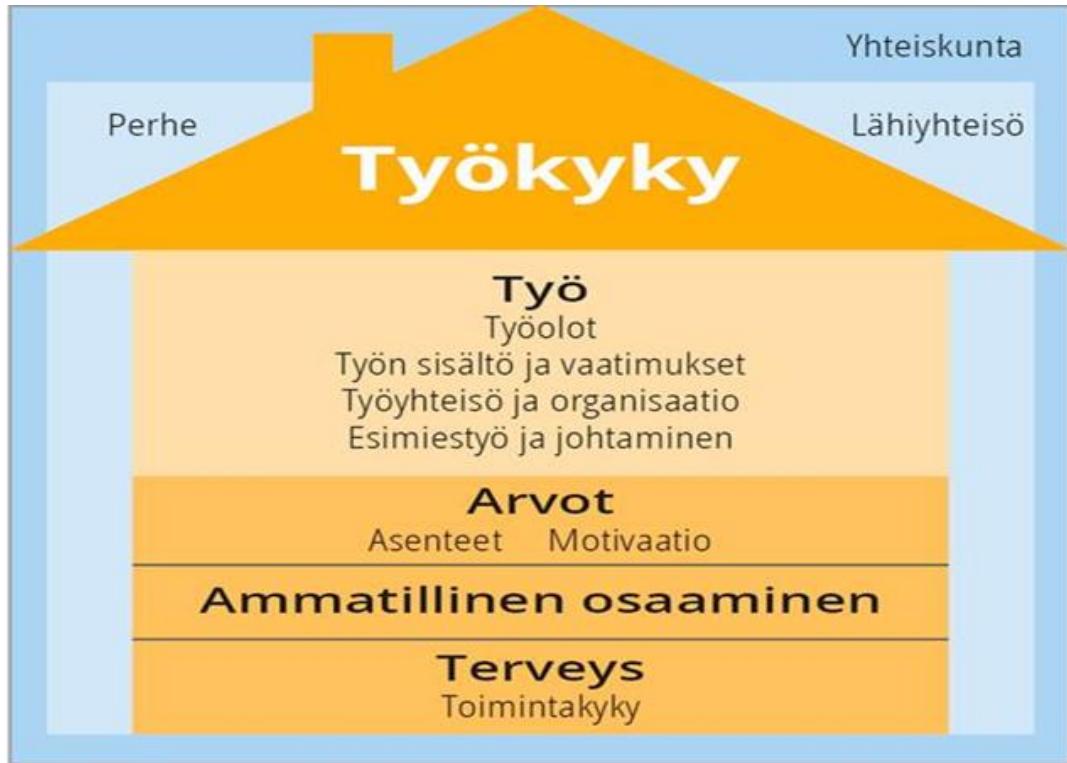 Yhteiskunta
Perhe
Lähiyhteisö
Työkyky
Työ
Työolot
Työn sisältö ja vaatimukset
Työyhteisö ja organisaatio
Esimiestyö ja johtaminen
Arvot
Asenteet Motivaatio
Ammatillinen osaaminen
Terveys
Toimintakyky